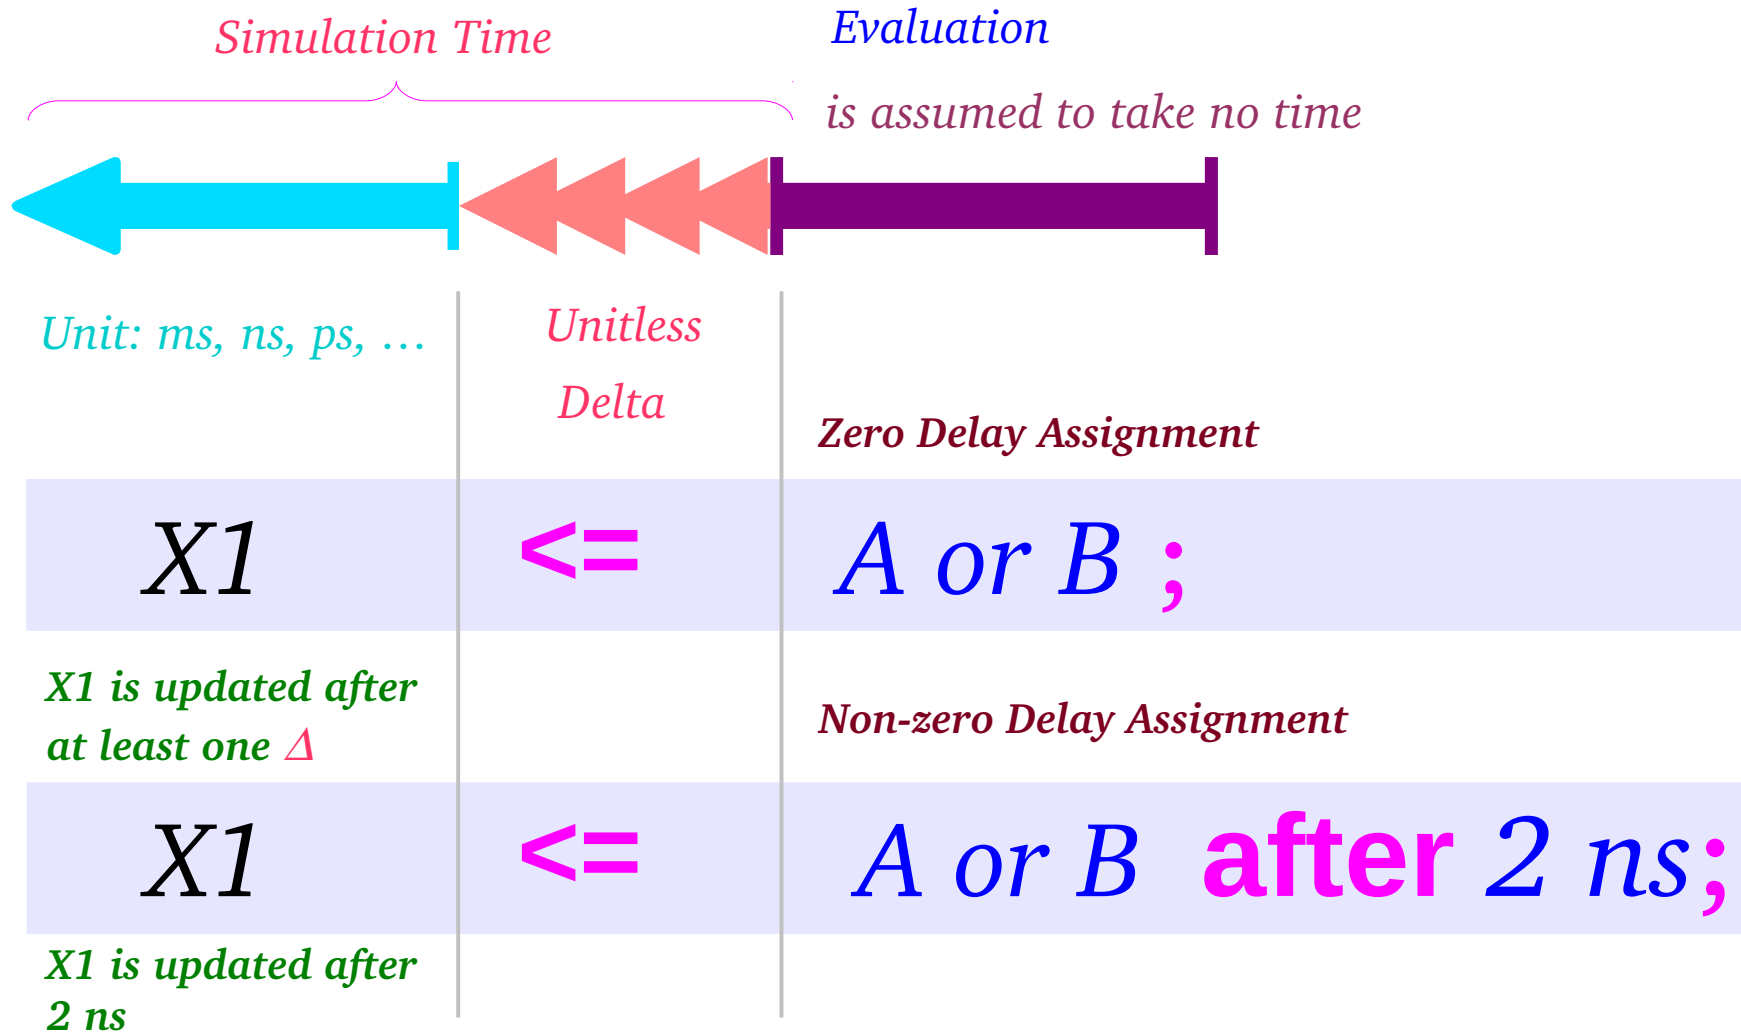 Simulation Time
Evaluation
is assumed to take no time
Unit: ms, ns, ps, …
Unitless
Delta
Zero Delay Assignment
X1 <= A or B ;
X1 is updated after
at least one Δ
Non-zero Delay Assignment
X1 <= A or B after 2 ns;
X1 is updated after
2 ns